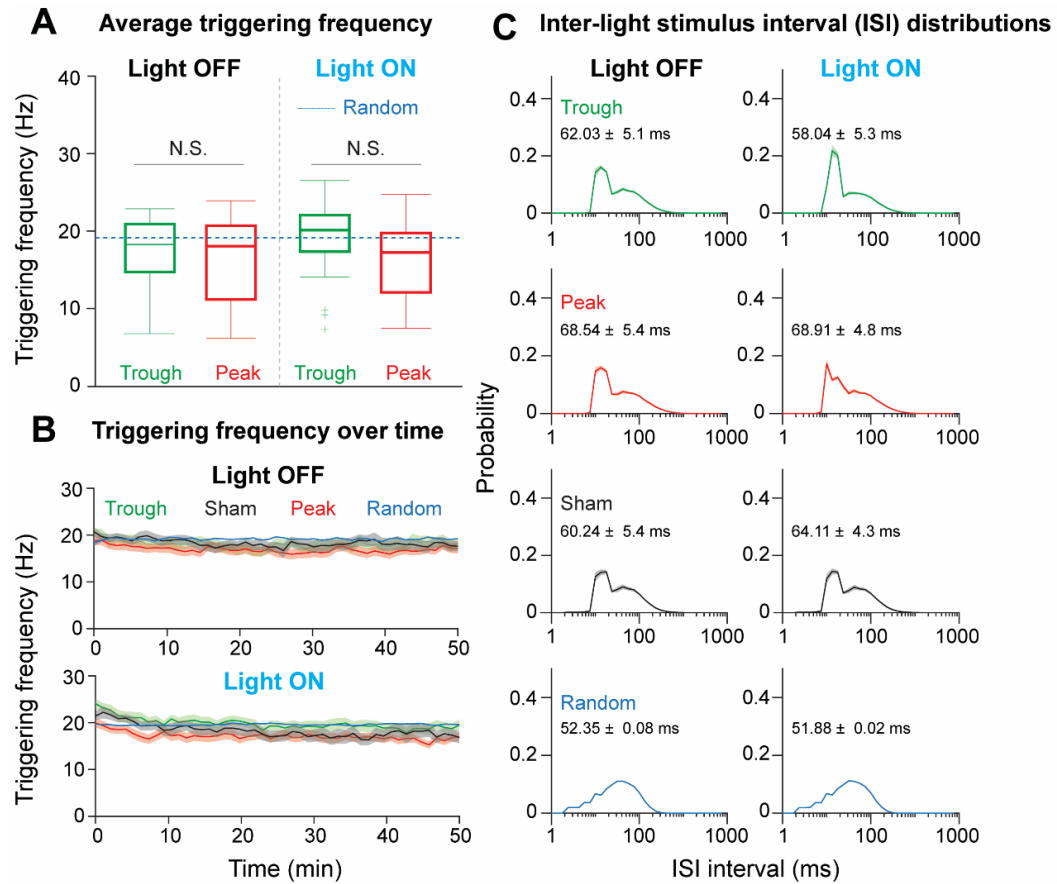 A Average triggering frequency
Light OFF Light ON
Random
N.S. N.S.
Triggering frequency (Hz)
40
30
20
10
0
Trough Peak Trough Peak
B Triggering frequency over time
Light OFF
Trough Sham Peak Random
Triggering frequency (Hz)
30
20
10
0
0 10 20 30 40 50
Light ON
Triggering frequency (Hz)
30
20
10
0
0 10 20 30 40 50
Time (min)
C Inter-light stimulus interval (ISI) distributions
Light OFF Light ON
Probability
Trough
62.03 ± 5.1 ms 58.04 ± 5.3 ms
0.4 0.4
0.2 0.2
0 0
1 100 1000 1 100 1000
Peak
68.54 ± 5.4 ms 68.91 ± 4.8 ms
0.4 0.4
0.2 0.2
0 0
1 100 1000 1 100 1000
Sham
60.24 ± 5.4 ms 64.11 ± 4.3 ms
0.4 0.4
0.2 0.2
0 0
1 100 1000 1 100 1000
Random
52.35 ± 0.08 ms 51.88 ± 0.02 ms
0.4 0.4
0.2 0.2
0 0
1 100 1000 1 100 1000
ISI interval (ms)